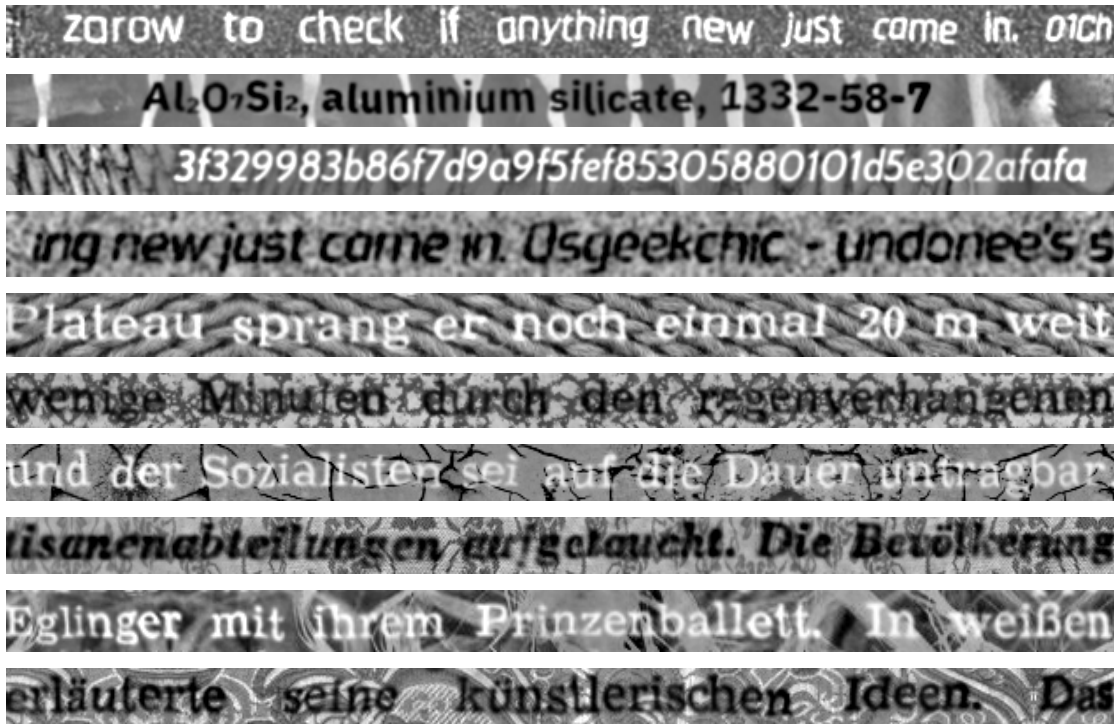 zarow to check if anything new just came in. 01Ch
Al₂O₇Si₂, aluminium silicate, 1332-58-7
3f329983b86f7d9a9f5fef85305880101d5e302afafa
ing new just came in. Osgeekchic - undonee's s
Plateau sprang er noch einmal 20 m weit
wenige Minuten durch den regenverhangenen
und der Sozialisten sei auf die Dauer untragbar
tisanenabteilungen aufgetaucht. Die Bevölkerung
Eglinger mit ihrem Prinzenballett. In weißen
erläuterte seine künstlerischen Ideen. Das